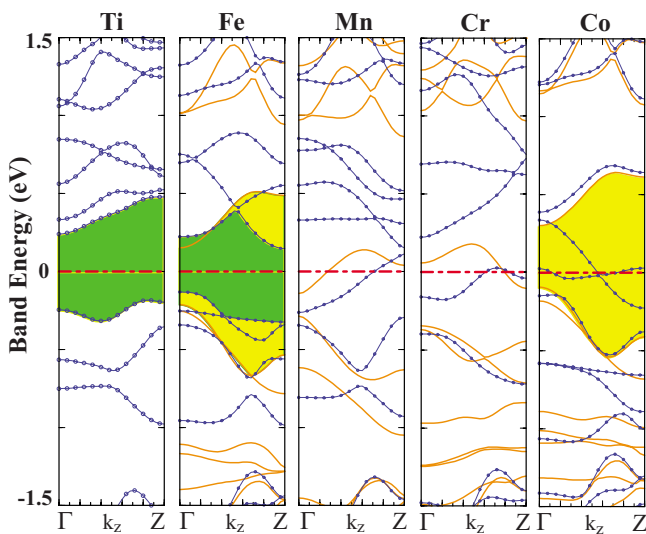 Ti Fe Mn Cr Co
1.5
Band Energy (eV)
0
-1.5
Γ kZ Z Γ kZ Z Γ kZ Z Γ kZ Z Γ kZ Z